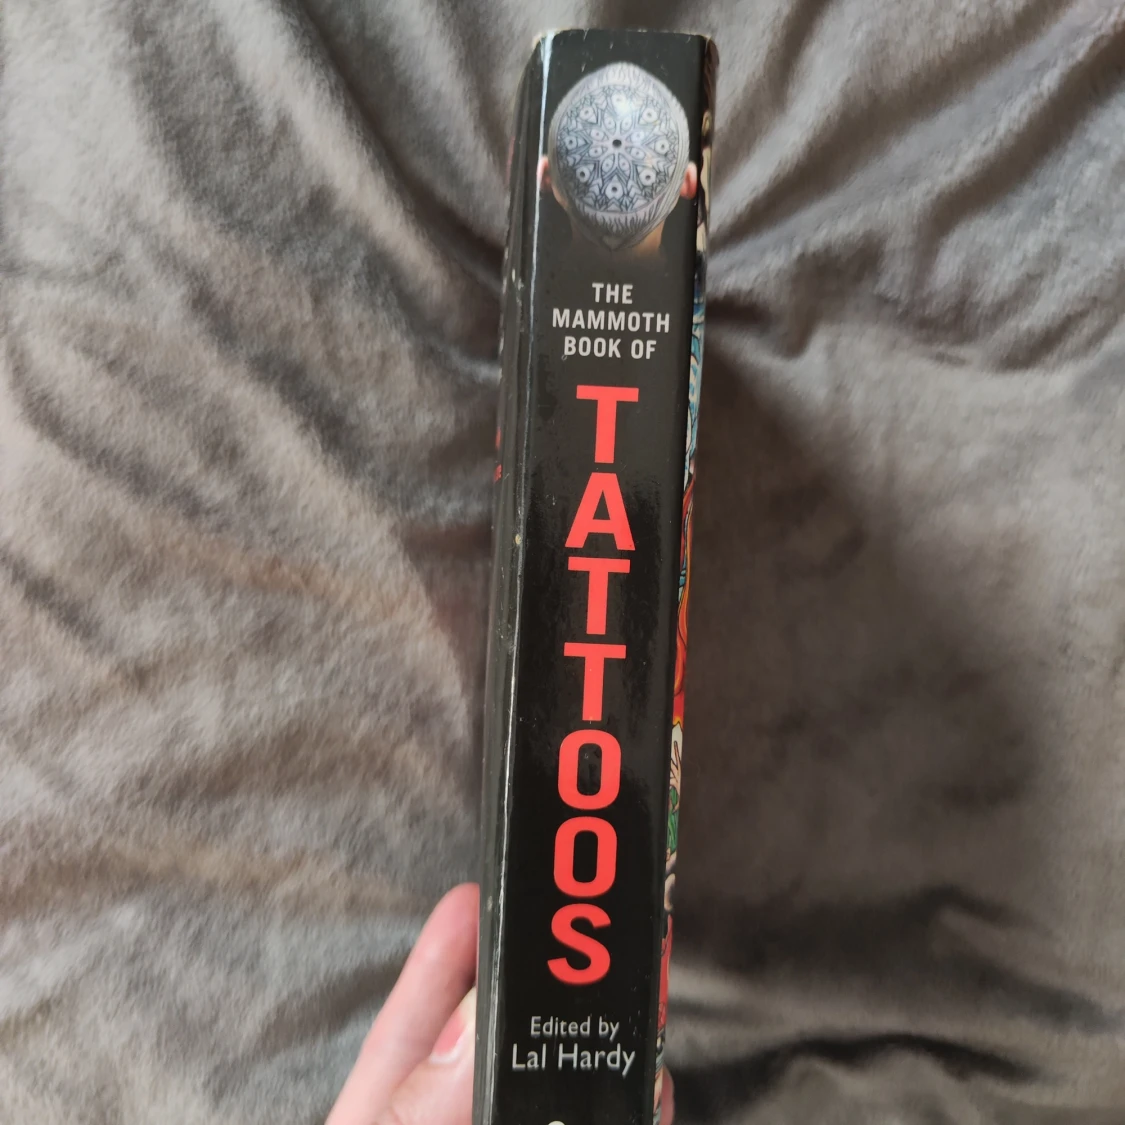 THE
MAMMOTH
BOOK OF
TATTOOS
Edited by
Lal Hardy